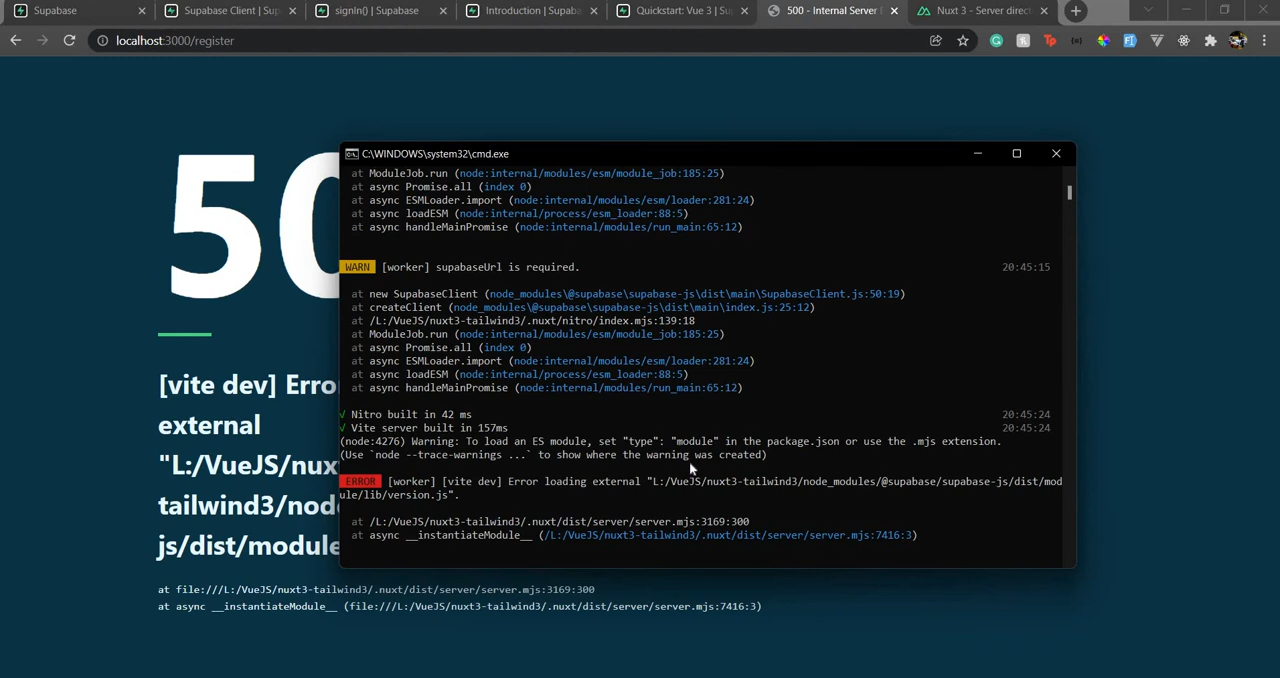 Supabase
Supabase Client | Sup
signIn() | Supabase
Introduction | Supaba
Quickstart: Vue 3 | Su
500 - Internal Server
Nuxt 3 - Server direct
localhost:3000/register
50
[vite dev] Erro
external
"L:/VueJS/nux
tailwind3/nod
js/dist/module
at file:///L:/VueJS/nuxt3-tailwind3/.nuxt/dist/server/server.mjs:3169:300
at async __instantiateModule__ (file:///L:/VueJS/nuxt3-tailwind3/.nuxt/dist/server/server.mjs:7416:3)
C:\WINDOWS\system32\cmd.exe
at ModuleJob.run (node:internal/modules/esm/module_job:185:25)
at async Promise.all (index 0)
at async ESMLoader.import (node:internal/modules/esm/loader:281:24)
at async loadESM (node:internal/process/esm_loader:88:5)
at async handleMainPromise (node:internal/modules/run_main:65:12)
WARN [worker] supabaseUrl is required. 20:45:15
at new SupabaseClient (node_modules\@supabase\supabase-js\dist\main\SupabaseClient.js:50:19)
at createClient (node_modules\@supabase\supabase-js\dist\main\index.js:25:12)
at /L:/VueJS/nuxt3-tailwind3/.nuxt/nitro/index.mjs:139:18
at ModuleJob.run (node:internal/modules/esm/module_job:185:25)
at async Promise.all (index 0)
at async ESMLoader.import (node:internal/modules/esm/loader:281:24)
at async loadESM (node:internal/process/esm_loader:88:5)
at async handleMainPromise (node:internal/modules/run_main:65:12)
√ Nitro built in 42 ms 20:45:24
√ Vite server built in 157ms 20:45:24
(node:4276) Warning: To load an ES module, set "type": "module" in the package.json or use the .mjs extension.
(Use `node --trace-warnings ...` to show where the warning was created)
ERROR [worker] [vite dev] Error loading external "L:/VueJS/nuxt3-tailwind3/node_modules/@supabase/supabase-js/dist/mod
ule/lib/version.js".
at /L:/VueJS/nuxt3-tailwind3/.nuxt/dist/server/server.mjs:3169:300
at async __instantiateModule__ (/L:/VueJS/nuxt3-tailwind3/.nuxt/dist/server/server.mjs:7416:3)